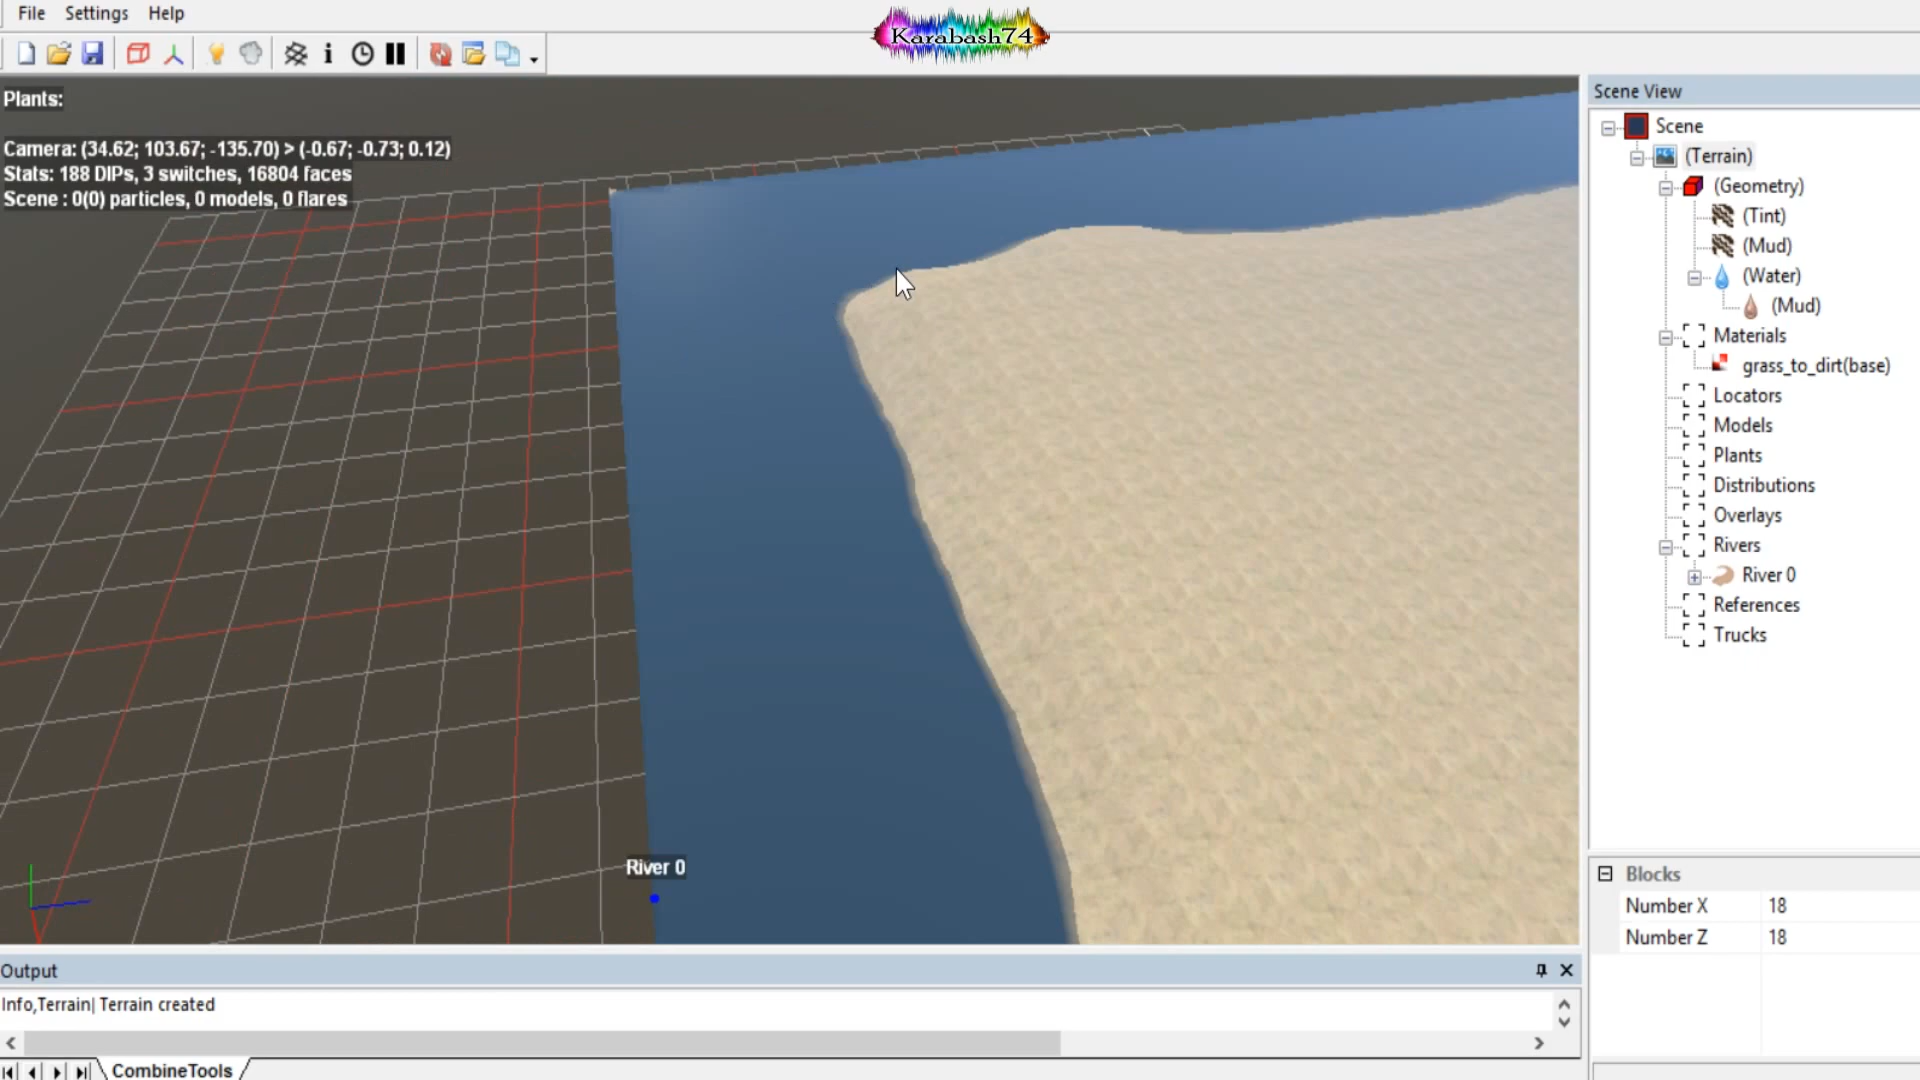 File Settings Help
Karabash74
Plants:
Camera: (34.62; 103.67; -135.70) > (-0.67; -0.73; 0.12)
Stats: 188 DIPs, 3 switches, 16804 faces
Scene : 0(0) particles, 0 models, 0 flares
River 0
Scene View
Scene
(Terrain)
(Geometry)
(Tint)
(Mud)
(Water)
(Mud)
Materials
grass_to_dirt(base)
Locators
Models
Plants
Distributions
Overlays
Rivers
River 0
References
Trucks
Blocks
Number X 18
Number Z 18
Output
Info,Terrain| Terrain created
CombineTools